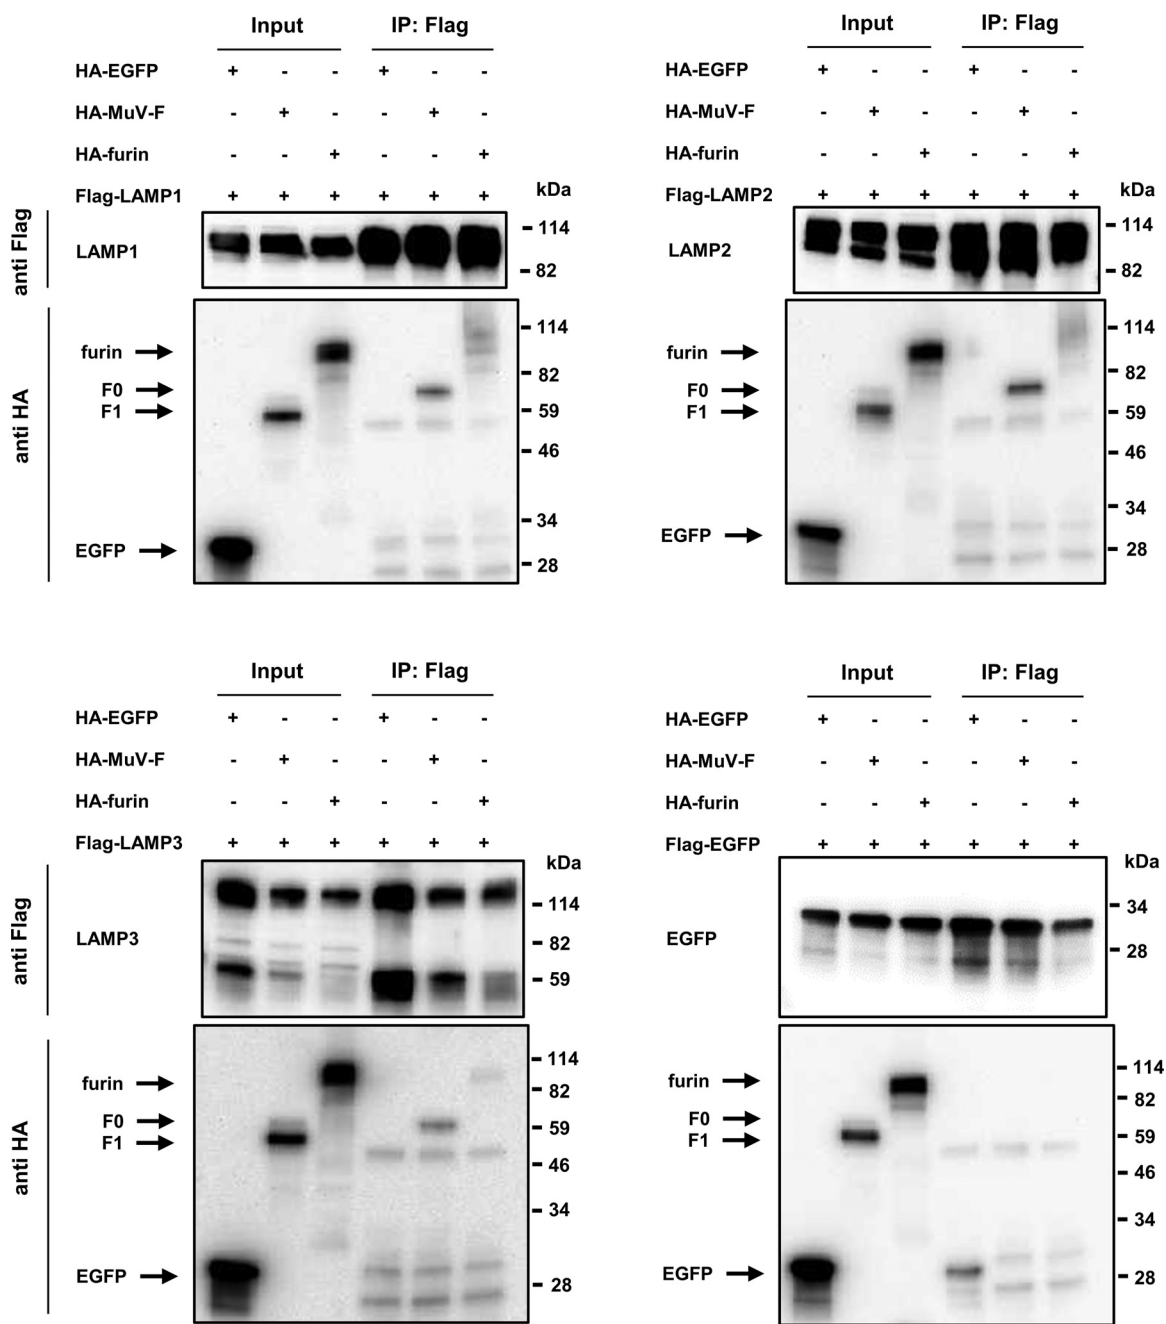 Input IP: Flag
HA-EGFP + - - + - -
HA-MuV-F - + - - + -
HA-furin - - + - - +
Flag-LAMP1 + + + + + + kDa
anti Flag
LAMP1
114
82
anti HA
furin
F0
F1
EGFP
114
82
59
46
34
28
Input IP: Flag
HA-EGFP + - - + - -
HA-MuV-F - + - - + -
HA-furin - - + - - +
Flag-LAMP2 + + + + + + kDa
LAMP2
114
82
furin
F0
F1
EGFP
114
82
59
46
34
28
Input IP: Flag
HA-EGFP + - - + - -
HA-MuV-F - + - - + -
HA-furin - - + - - +
Flag-LAMP3 + + + + + +
kDa
anti Flag
LAMP3
114
82
59
anti HA
furin
F0
F1
EGFP
114
82
59
46
34
28
Input IP: Flag
HA-EGFP + - - + - -
HA-MuV-F - + - - + -
HA-furin - - + - - +
Flag-EGFP + + + + + +
kDa
EGFP
34
28
furin
F0
F1
EGFP
114
82
59
46
34
28